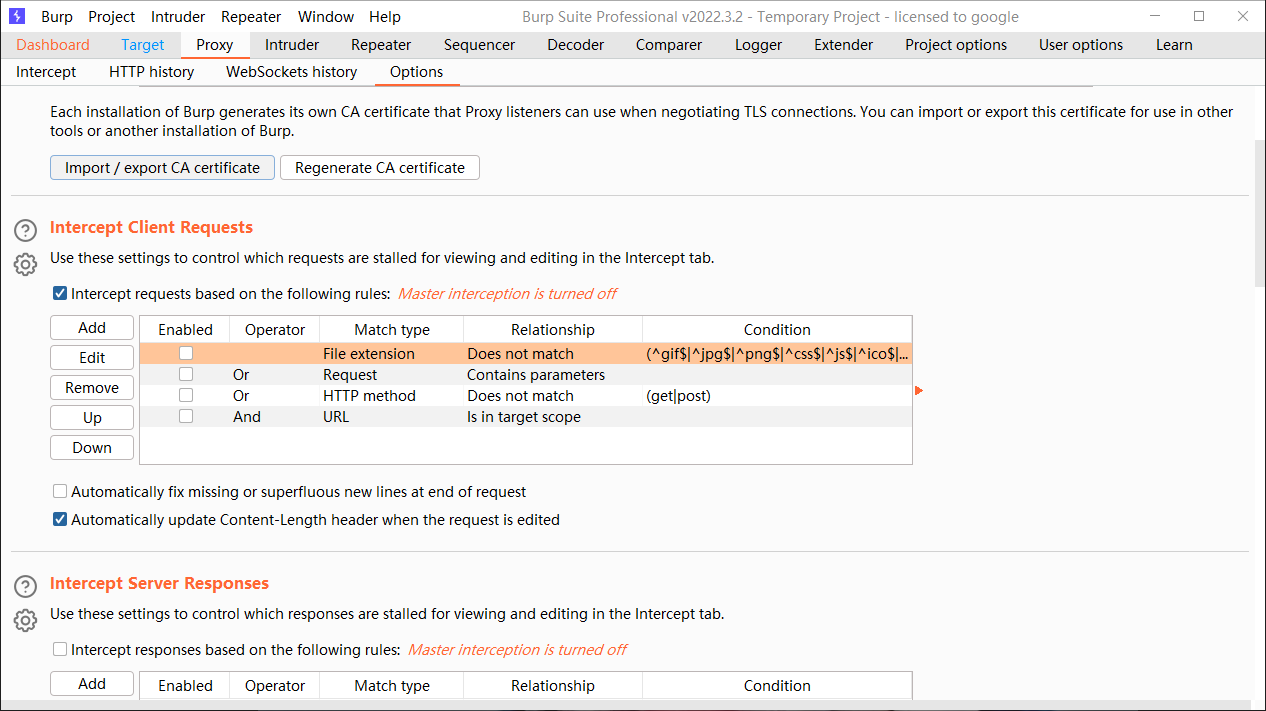 Burp Project Intruder Repeater Window Help Burp Suite Professional v2022.3.2 - Temporary Project - licensed to google
Dashboard Target Proxy Intruder Repeater Sequencer Decoder Comparer Logger Extender Project options User options Learn
Intercept HTTP history WebSockets history Options
Each installation of Burp generates its own CA certificate that Proxy listeners can use when negotiating TLS connections. You can import or export this certificate for use in other
tools or another installation of Burp.
Import / export CA certificate Regenerate CA certificate
Intercept Client Requests
Use these settings to control which requests are stalled for viewing and editing in the Intercept tab.
Intercept requests based on the following rules: Master interception is turned off
Add Enabled Operator Match type Relationship Condition
Edit File extension Does not match (^gif$|^jpg$|^png$|^css$|^js$|^ico$|...
Or Request Contains parameters
Remove Or HTTP method Does not match (get|post)
Up And URL Is in target scope
Down
Automatically fix missing or superfluous new lines at end of request
Automatically update Content-Length header when the request is edited
Intercept Server Responses
Use these settings to control which responses are stalled for viewing and editing in the Intercept tab.
Intercept responses based on the following rules: Master interception is turned off
Add Enabled Operator Match type Relationship Condition